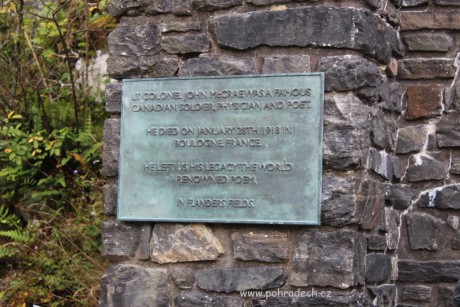 LT COLONEL JOHN McCRAE WAS A FAMOUS
CANADIAN SOLDIER, PHYSICIAN AND POET.
HE DIED ON JANUARY 28TH 1918 IN
BOULOGNE FRANCE.
HE LEFT US HIS LEGACY THE WORLD
RENOWNED POEM,
IN FLANDERS FIELDS.
www.pohradech.cz